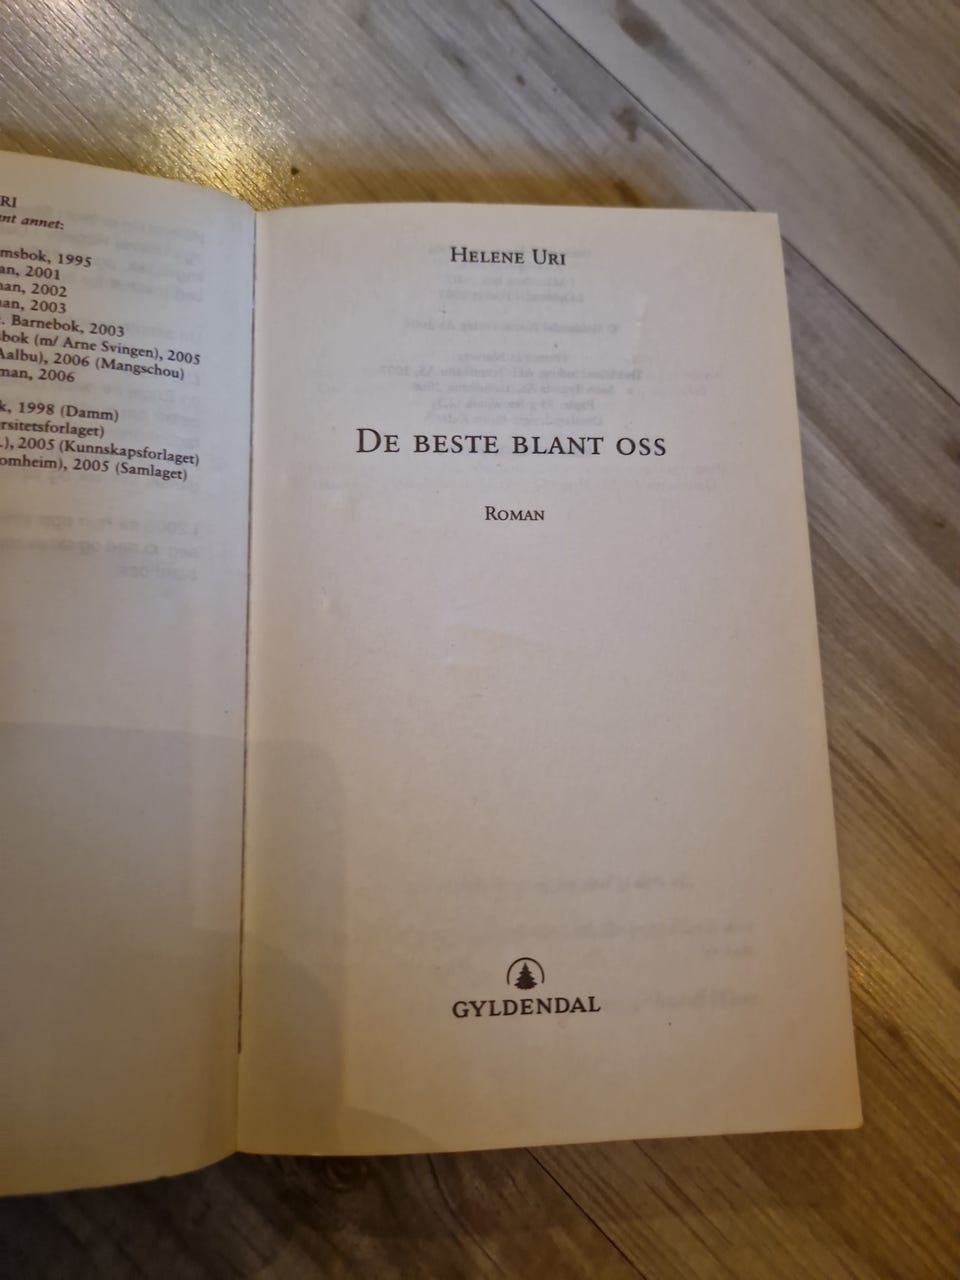 RI
nt annet:
msbok, 1995
an, 2001
nan, 2002
nan, 2003
. Barnebok, 2003
bok (m/ Arne Svingen), 2005
Aalbu), 2006 (Mangschou)
man, 2006
k, 1998 (Damm)
rsitetsforlaget)
.), 2005 (Kunnskapsforlaget)
omheim), 2005 (Samlaget)
HELENE URI
DE BESTE BLANT OSS
ROMAN
GYLDENDAL